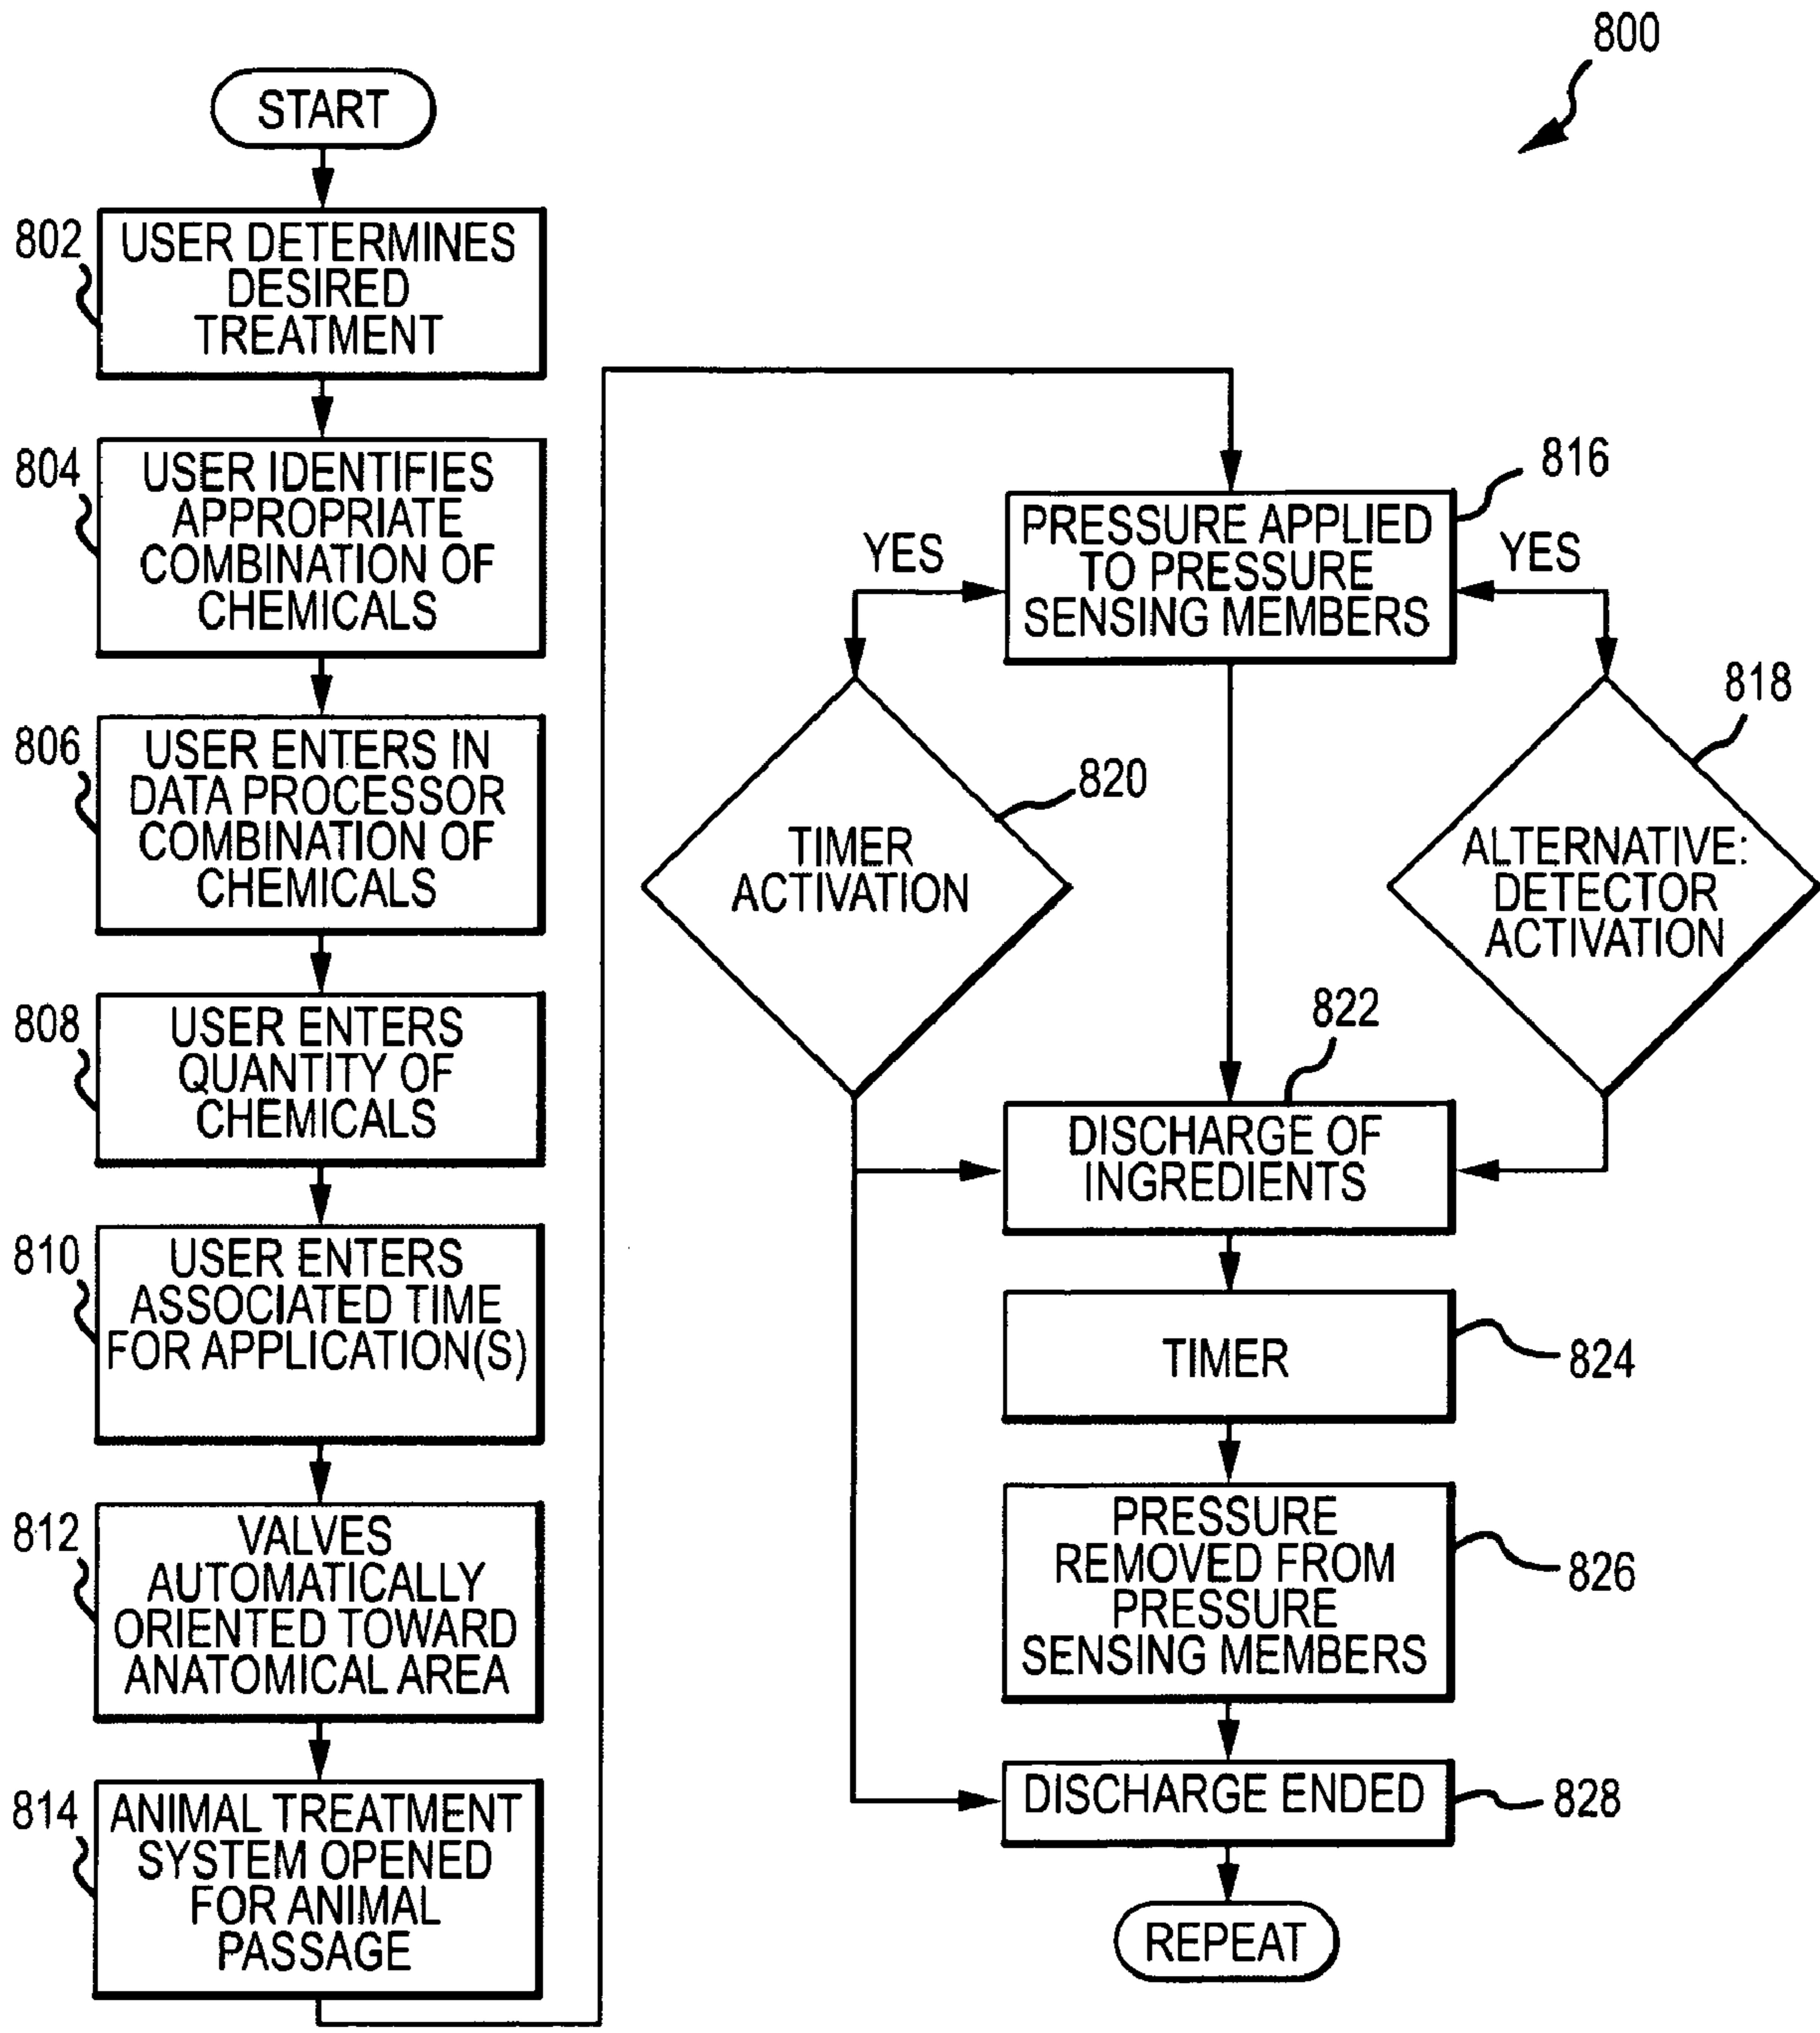 800
START
802
USER DETERMINES
DESIRED
TREATMENT
804
USER IDENTIFIES
APPROPRIATE
COMBINATION OF
CHEMICALS
806
USER ENTERS IN
DATA PROCESSOR
COMBINATION OF
CHEMICALS
808
USER ENTERS
QUANTITY OF
CHEMICALS
810
USER ENTERS
ASSOCIATED TIME
FOR APPLICATION(S)
812
VALVES
AUTOMATICALLY
ORIENTED TOWARD
ANATOMICAL AREA
814
ANIMAL TREATMENT
SYSTEM OPENED
FOR ANIMAL
PASSAGE
816
PRESSURE APPLIED
TO PRESSURE
SENSING MEMBERS
YES
YES
818
ALTERNATIVE:
DETECTOR
ACTIVATION
820
TIMER
ACTIVATION
822
DISCHARGE OF
INGREDIENTS
TIMER
824
PRESSURE
REMOVED FROM
PRESSURE
SENSING MEMBERS
826
DISCHARGE ENDED
828
REPEAT